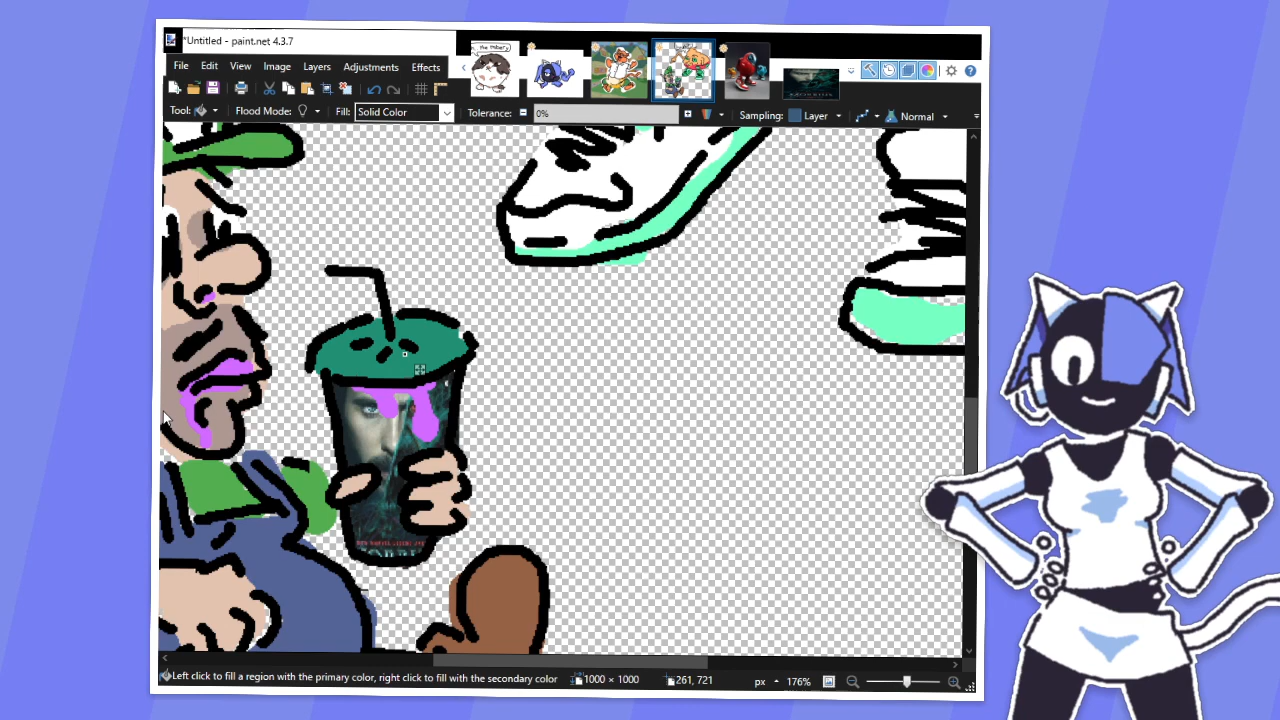 *Untitled - paint.net 4.3.7
File Edit View Image Layers Adjustments Effects
Tool: Flood Mode: Fill: Solid Color Tolerance: 0% Sampling: Layer Normal
Left click to fill a region with the primary color, right click to fill with the secondary color 1000 × 1000 261, 721 px 176%